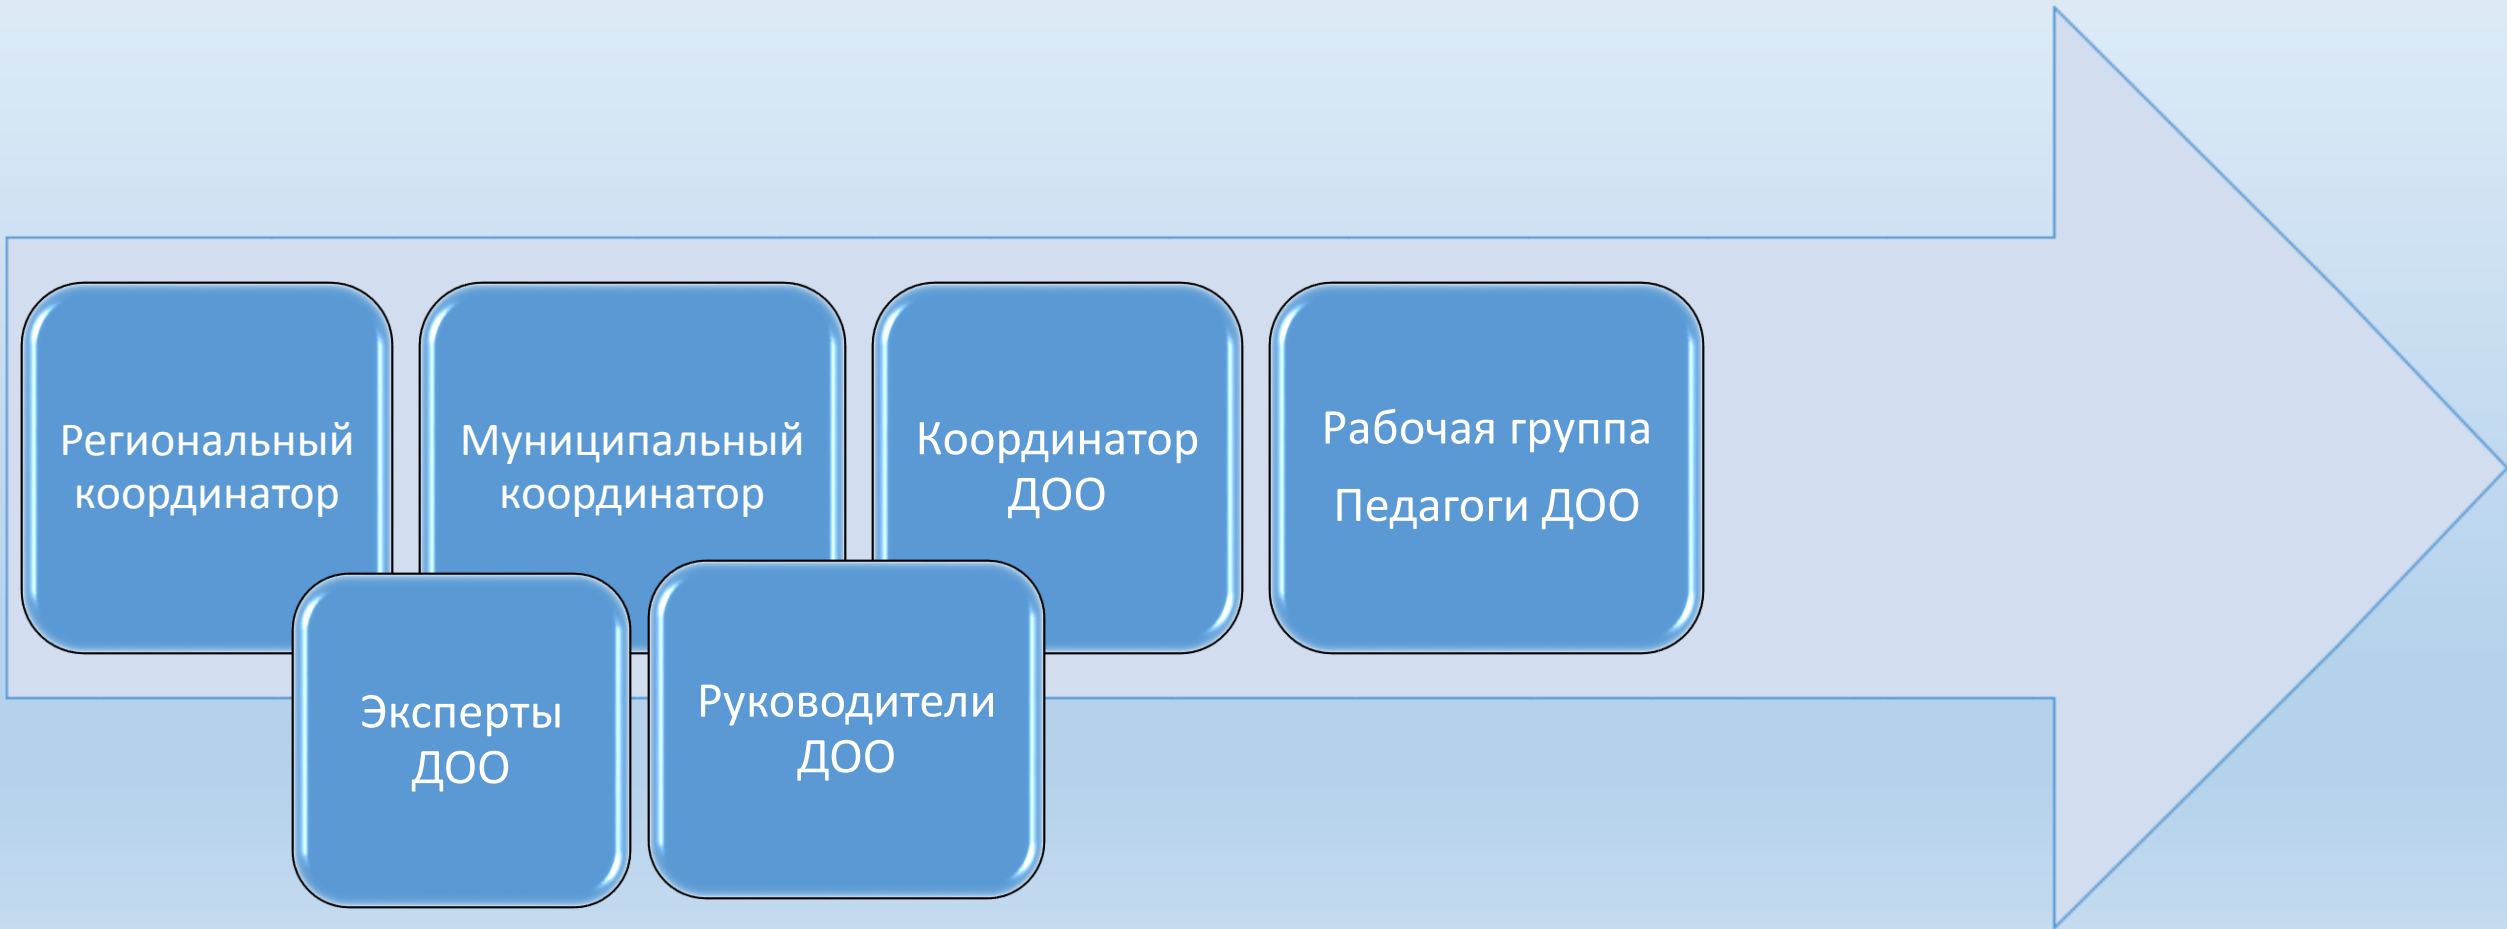 Региональный
координатор
Муниципальный
координатор
Координатор
ДОО
Рабочая группа
Педагоги ДОО
Эксперты
ДОО
Руководители
ДОО